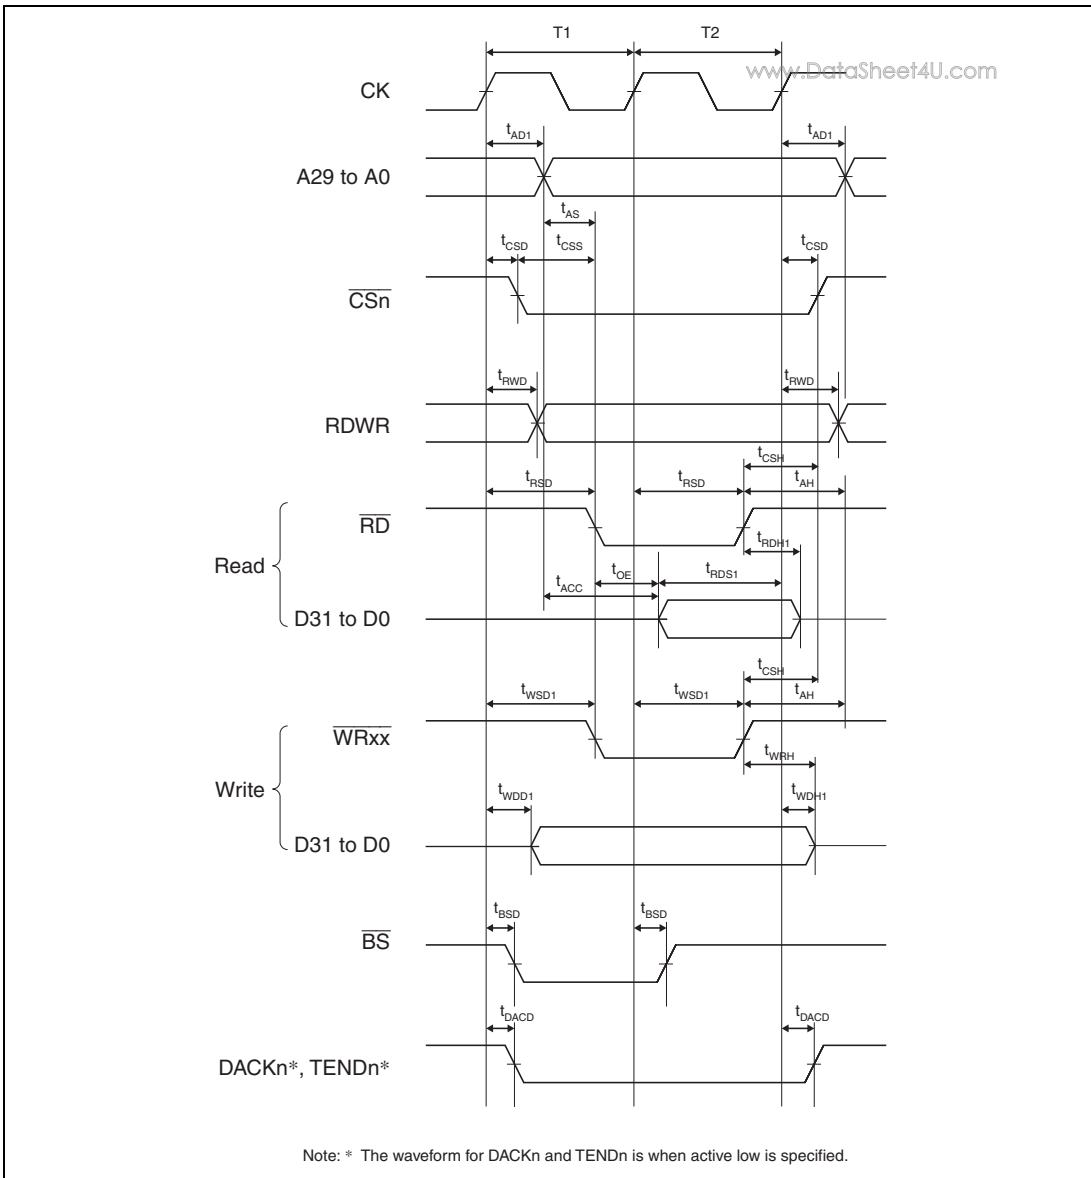 T1 T2
www.DataSheet4U.com
CK
tAD1 tAD1
A29 to A0
tAS
tCSD tCSS tCSD
CSn
tRWD tRWD
RDWR
tCSH
tRSD tRSD tAH
RD
tRDH1
Read
tOE tRDS1
tACC
D31 to D0
tCSH
tWSD1 tWSD1 tAH
WRxx
tWRH
Write
tWDD1 tWDH1
D31 to D0
tBSD tBSD
BS
tDACD tDACD
DACKn*, TENDn*
Note: * The waveform for DACKn and TENDn is when active low is specified.